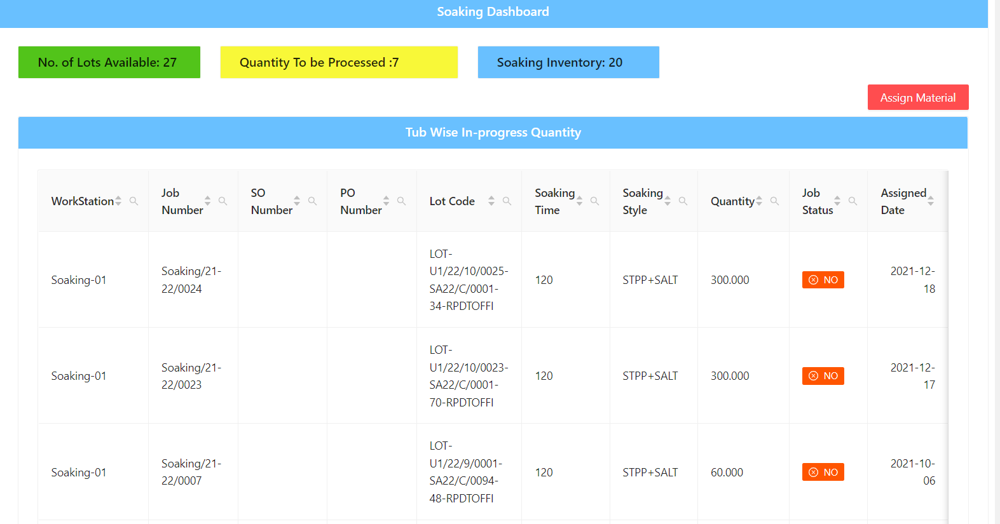 Soaking Dashboard
No. of Lots Available: 27
Quantity To be Processed :7
Soaking Inventory: 20
Assign Material
Tub Wise In-progress Quantity
WorkStation
Job
Number
SO
Number
PO
Number
Lot Code
Soaking
Time
Soaking
Style
Quantity
Job
Status
Assigned
Date
Soaking-01
Soaking/21-
22/0024
LOT-
U1/22/10/0025-
SA22/C/0001-
34-RPDTOFFI
120
STPP+SALT
300.000
NO
2021-12-
18
Soaking-01
Soaking/21-
22/0023
LOT-
U1/22/10/0023-
SA22/C/0001-
70-RPDTOFFI
120
STPP+SALT
300.000
NO
2021-12-
17
Soaking-01
Soaking/21-
22/0007
LOT-
U1/22/9/0001-
SA22/C/0094-
48-RPDTOFFI
120
STPP+SALT
60.000
NO
2021-10-
06